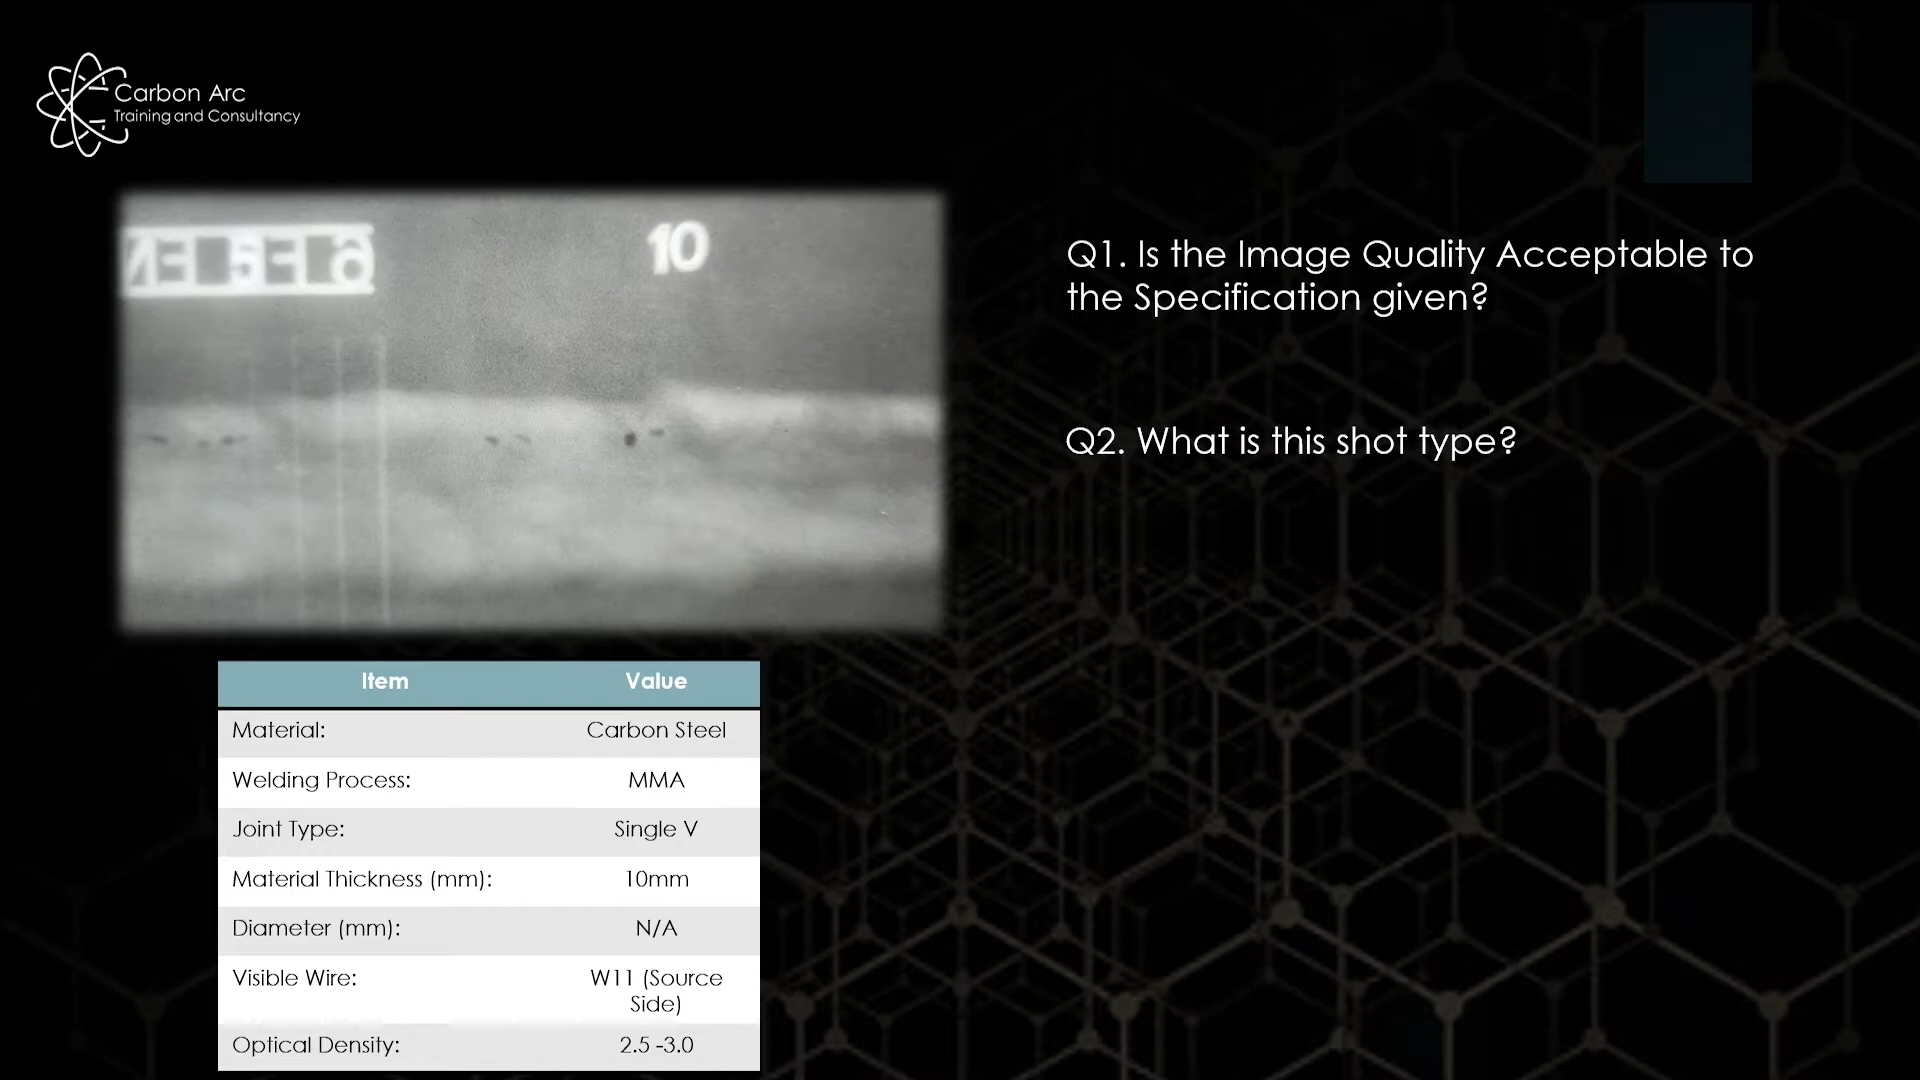 Carbon Arc
Training and Consultancy
10
Q1. Is the Image Quality Acceptable to
the Specification given?
Q2. What is this shot type?
Item Value
Material: Carbon Steel
Welding Process: MMA
Joint Type: Single V
Material Thickness (mm): 10mm
Diameter (mm): N/A
Visible Wire: W11 (Source
Side)
Optical Density: 2.5 -3.0